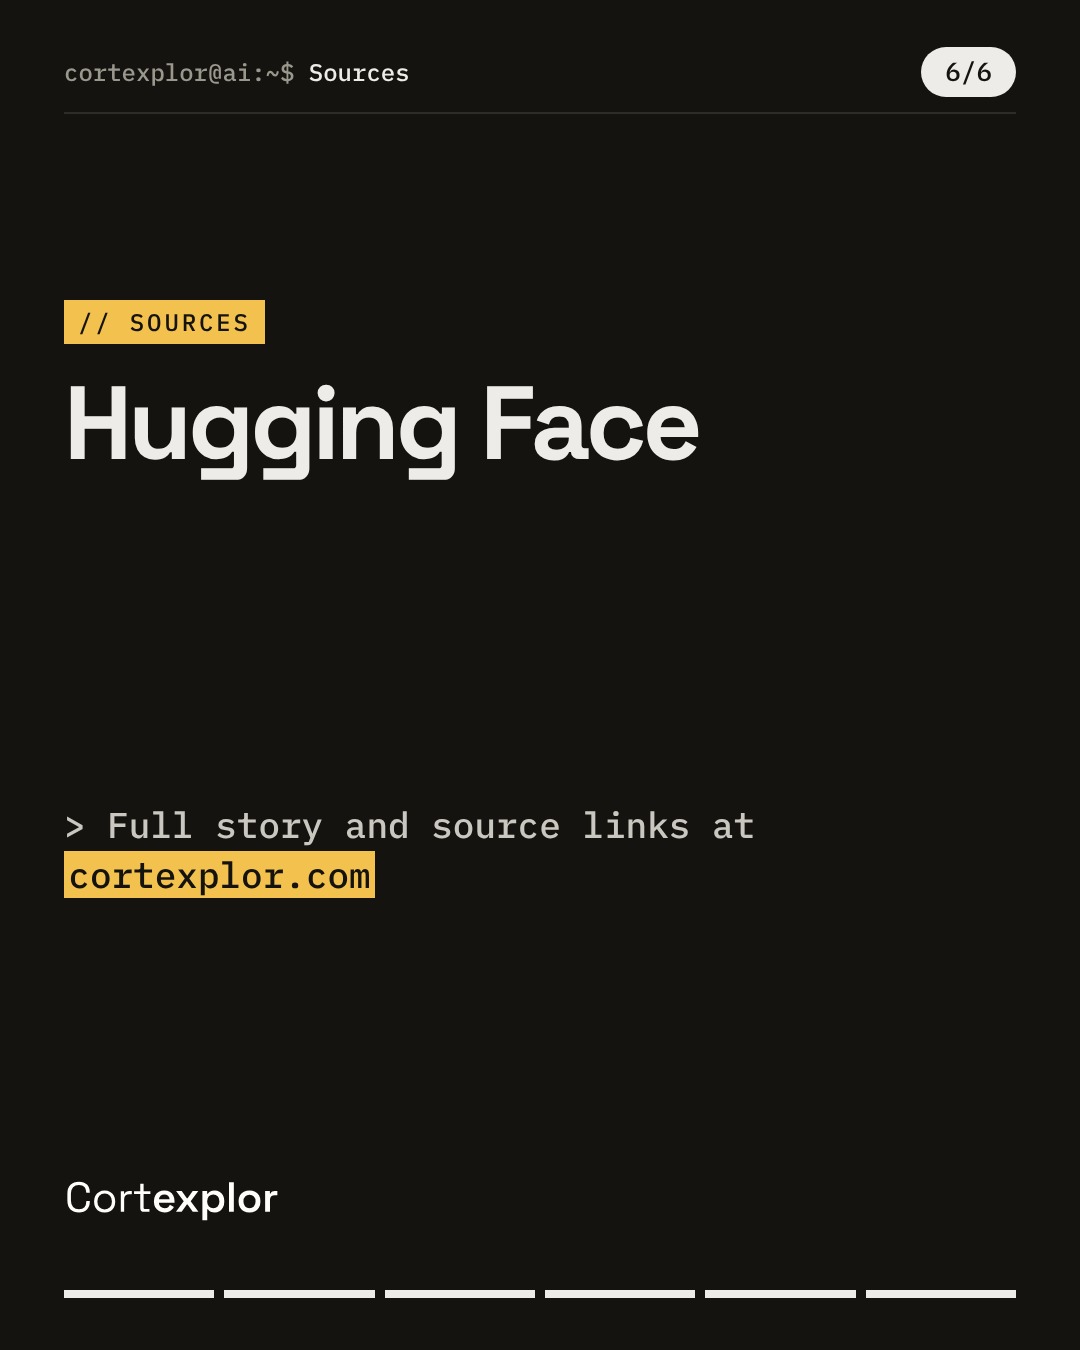 cortexplor@ai:~$ Sources
6/6
// SOURCES
Hugging Face
> Full story and source links at
cortexplor.com
Cortexplor